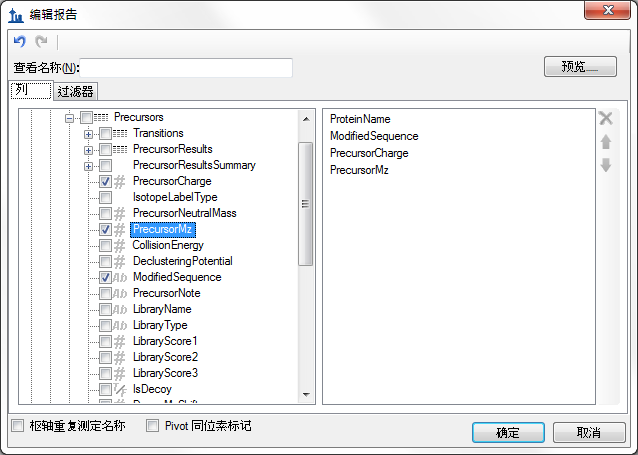 编辑报告
查看名称(N):
预览......
列 过滤器
Precursors
Transitions
PrecursorResults
PrecursorResultsSummary
PrecursorCharge
IsotopeLabelType
PrecursorNeutralMass
PrecursorMz
CollisionEnergy
DeclusteringPotential
ModifiedSequence
PrecursorNote
LibraryName
LibraryType
LibraryScore1
LibraryScore2
LibraryScore3
IsDecoy
ProteinName
ModifiedSequence
PrecursorCharge
PrecursorMz
枢轴重复测定名称 Pivot 同位素标记
确定 取消